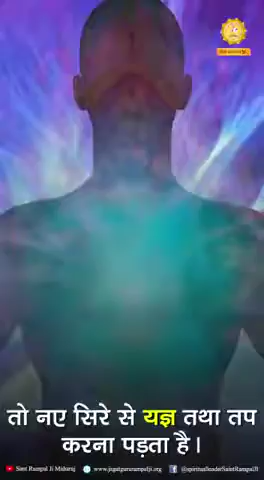 तो नए सिरे से यज्ञ तथा तप
करना पड़ता है।
Sant Rampal Ji Maharaj www.jagatgururampalji.org @spiritualleaderSaintRampalJi